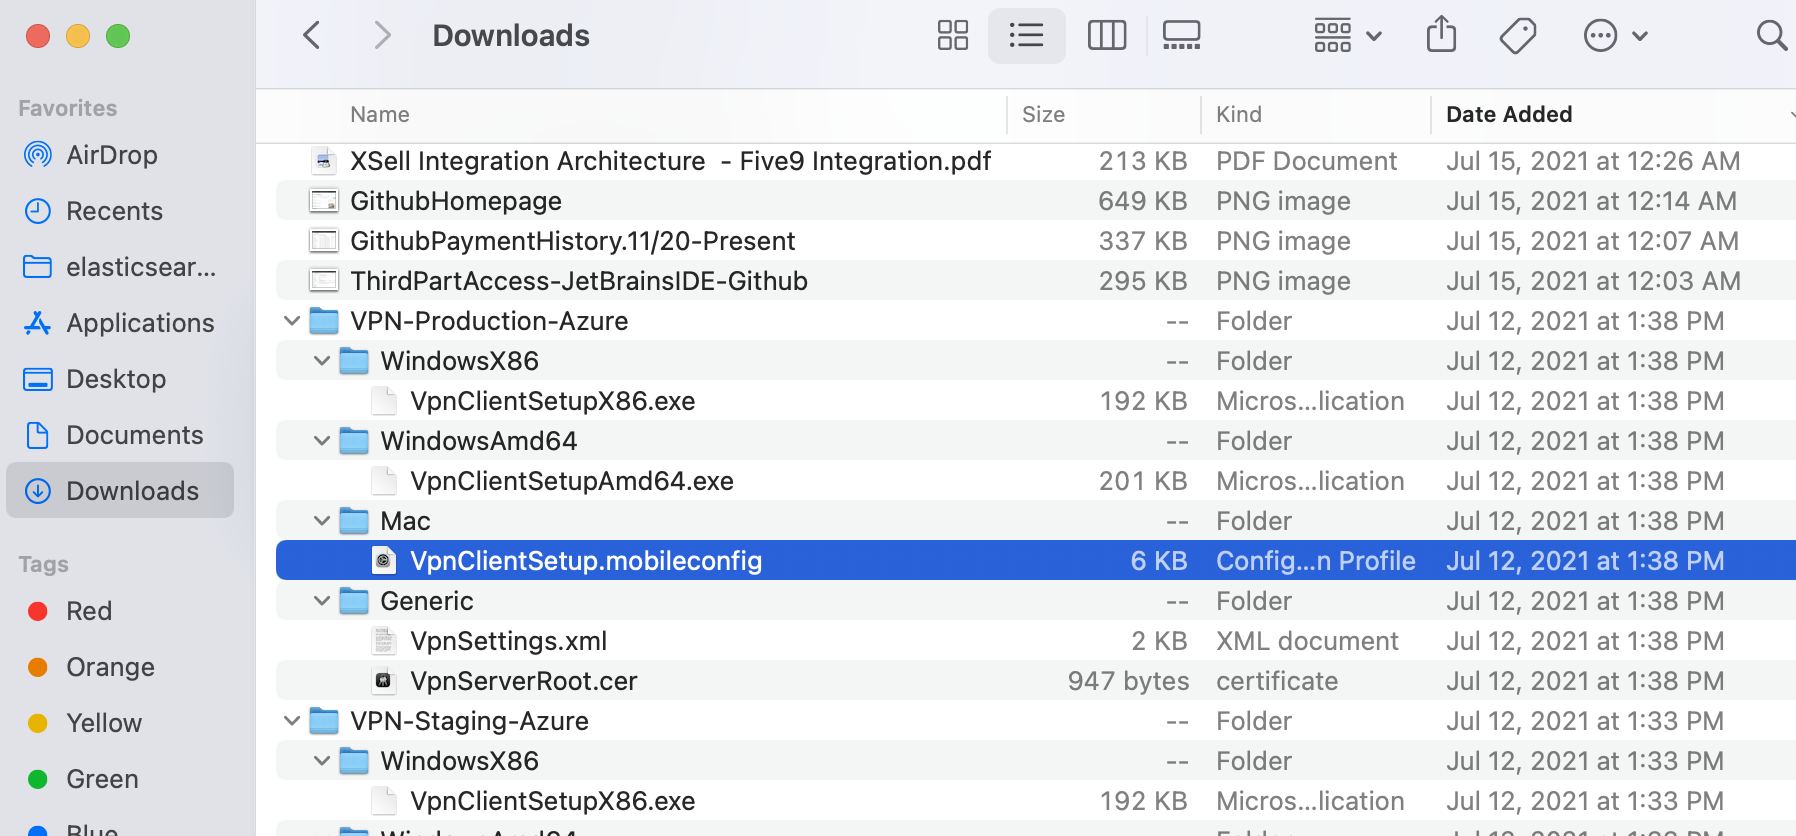 Downloads
Favorites
AirDrop
Recents
elasticsear...
Applications
Desktop
Documents
Downloads
Tags
Red
Orange
Yellow
Green
Blue
Name Size Kind Date Added
XSell Integration Architecture  - Five9 Integration.pdf 213 KB PDF Document Jul 15, 2021 at 12:26 AM
GithubHomepage 649 KB PNG image Jul 15, 2021 at 12:14 AM
GithubPaymentHistory.11/20-Present 337 KB PNG image Jul 15, 2021 at 12:07 AM
ThirdPartAccess-JetBrainsIDE-Github 295 KB PNG image Jul 15, 2021 at 12:03 AM
VPN-Production-Azure -- Folder Jul 12, 2021 at 1:38 PM
WindowsX86 -- Folder Jul 12, 2021 at 1:38 PM
VpnClientSetupX86.exe 192 KB Micros...lication Jul 12, 2021 at 1:38 PM
WindowsAmd64 -- Folder Jul 12, 2021 at 1:38 PM
VpnClientSetupAmd64.exe 201 KB Micros...lication Jul 12, 2021 at 1:38 PM
Mac -- Folder Jul 12, 2021 at 1:38 PM
VpnClientSetup.mobileconfig 6 KB Config...n Profile Jul 12, 2021 at 1:38 PM
Generic -- Folder Jul 12, 2021 at 1:38 PM
VpnSettings.xml 2 KB XML document Jul 12, 2021 at 1:38 PM
VpnServerRoot.cer 947 bytes certificate Jul 12, 2021 at 1:38 PM
VPN-Staging-Azure -- Folder Jul 12, 2021 at 1:33 PM
WindowsX86 -- Folder Jul 12, 2021 at 1:33 PM
VpnClientSetupX86.exe 192 KB Micros...lication Jul 12, 2021 at 1:33 PM
WindowsAmd64